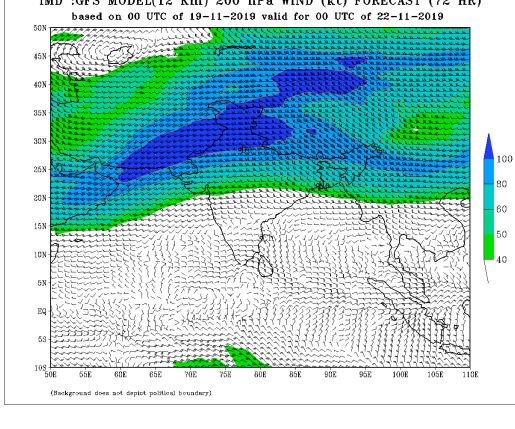 IMD :GFS MODEL(12 Km) 200 hPa WIND (kt) FORECAST (72 HR)
based on 00 UTC of 19-11-2019 valid for 00 UTC of 22-11-2019
50N
45N
40N
35N
30N
25N
20N
15N
10N
5N
EQ
5S
10S
50E 55E 60E 65E 70E 75E 80E 85E 90E 95E 100E 105E 110E
100
80
60
50
40
(Background does not depict political boundary)